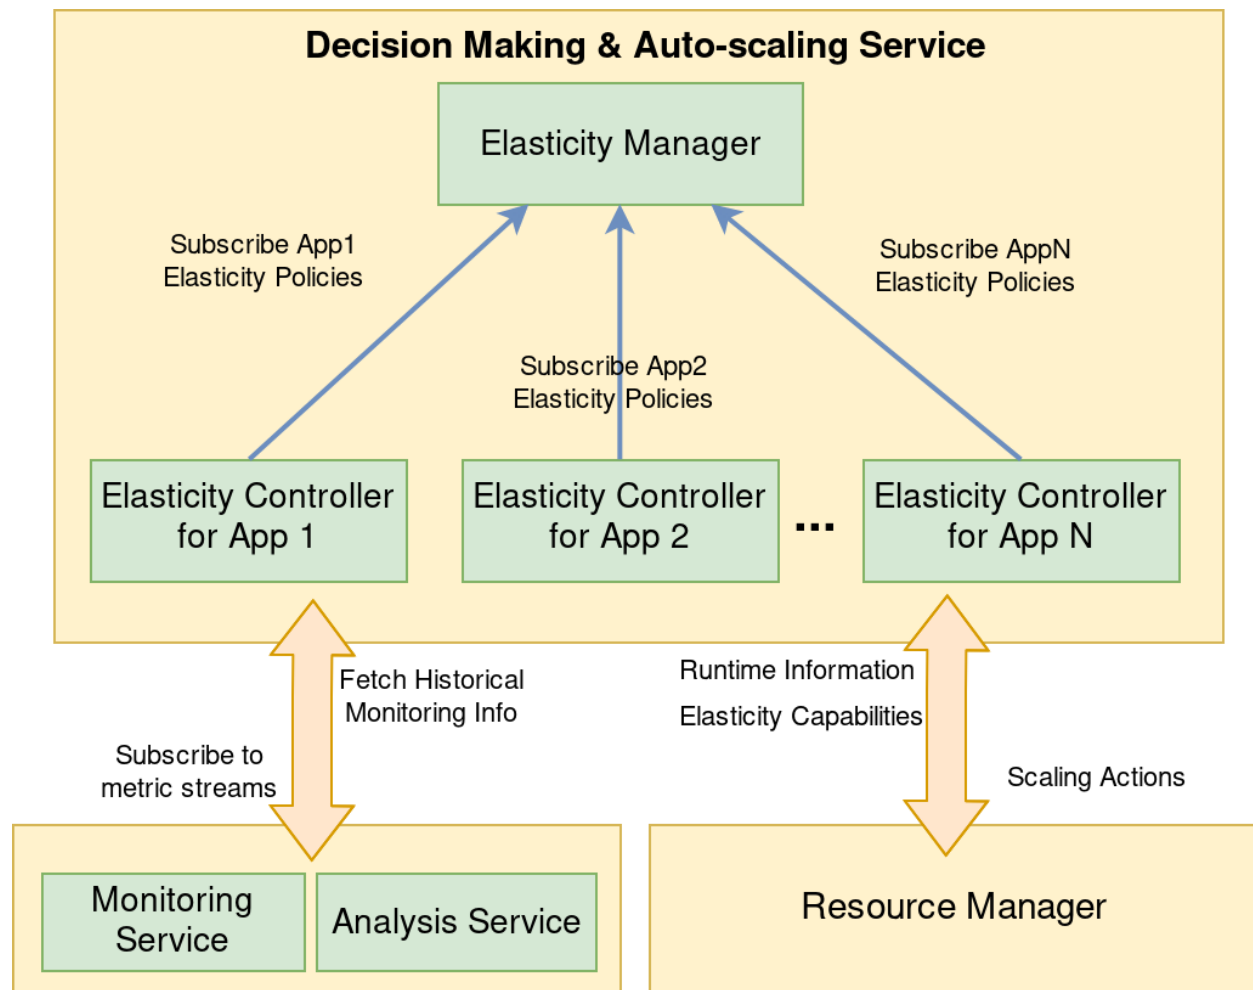 Decision Making & Auto-scaling Service
Elasticity Manager
Subscribe App1
Elasticity Policies
Subscribe AppN
Elasticity Policies
Subscribe App2
Elasticity Policies
Elasticity Controller
for App 1
Elasticity Controller
for App 2
...
Elasticity Controller
for App N
Fetch Historical
Monitoring Info
Subscribe to
metric streams
Runtime Information
Elasticity Capabilities
Scaling Actions
Monitoring
Service
Analysis Service
Resource Manager